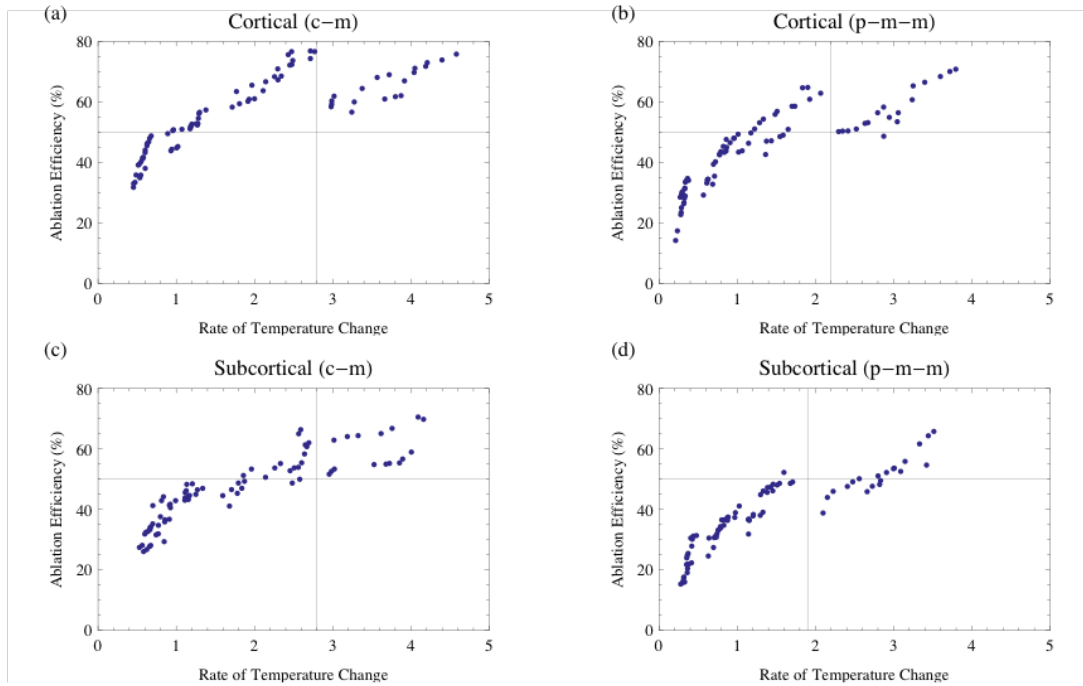 (a)
Cortical (c−m)
80
60
40
20
0
0 1 2 3 4 5
Ablation Efficiency (%)
Rate of Temperature Change
(b)
Cortical (p−m−m)
80
60
40
20
0
0 1 2 3 4 5
Ablation Efficiency (%)
Rate of Temperature Change
(c)
Subcortical (c−m)
80
60
40
20
0
0 1 2 3 4 5
Ablation Efficiency (%)
Rate of Temperature Change
(d)
Subcortical (p−m−m)
80
60
40
20
0
0 1 2 3 4 5
Ablation Efficiency (%)
Rate of Temperature Change